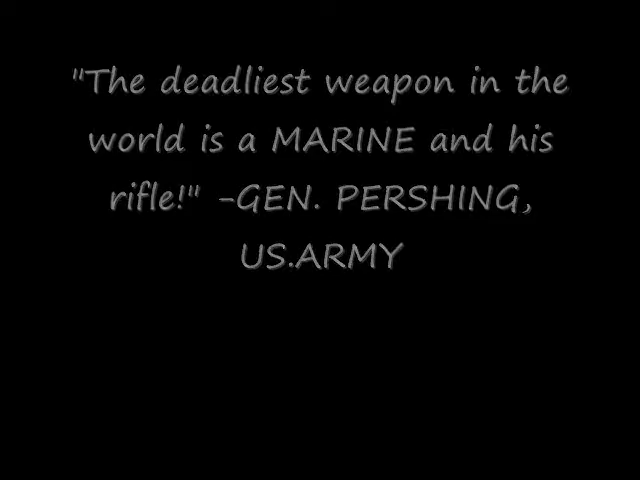 "The deadliest weapon in the
world is a MARINE and his
rifle!" -GEN. PERSHING,
US.ARMY